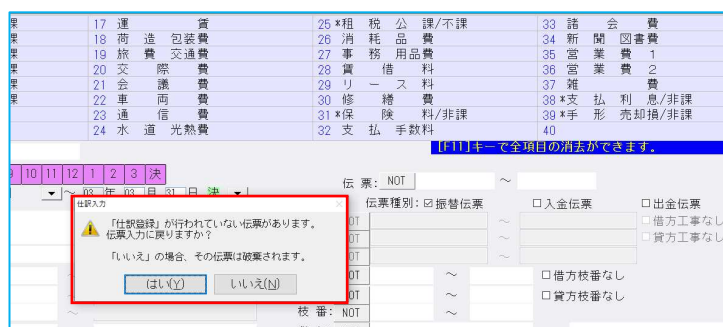 課 17 運 賃 25 *租 税 公 課/不課 33 諸 会 費
課 18 荷 造 包装費 26 消 耗 品 費 34 新 聞 図書費
課 19 旅 費 交通費 27 事 務 用品費 35 営 業 費 1
課 20 交 際 費 28 賃 借 料 36 営 業 費 2
課 21 会 議 費 29 リ ー ス 料 37 雑 費
課 22 車 両 費 30 修 繕 費 38 *支 払 利 息/非課
23 通 信 費 31 *保 険 料/非課 39 *手 形 売却損/非課
24 水 道 光熱費 32 支 払 手数料 40
[F11]キーで全項目の消去ができます。
10 11 12 1 2 3 決
～ 03 年 03 月 31 日 決
伝 票: NOT ～
伝票種別: ☑振替伝票 □入金伝票 □出金伝票
仕訳入力
「仕訳登録」が行われていない伝票があります。
伝票入力に戻りますか？
「いいえ」の場合、その伝票は破棄されます。
はい(Y) いいえ(N)
NOT ～ □借方工事なし
NOT ～ □貸方工事なし
NOT ～ □借方枝番なし
NOT ～ □貸方枝番なし
～ 枝 番: NOT ～